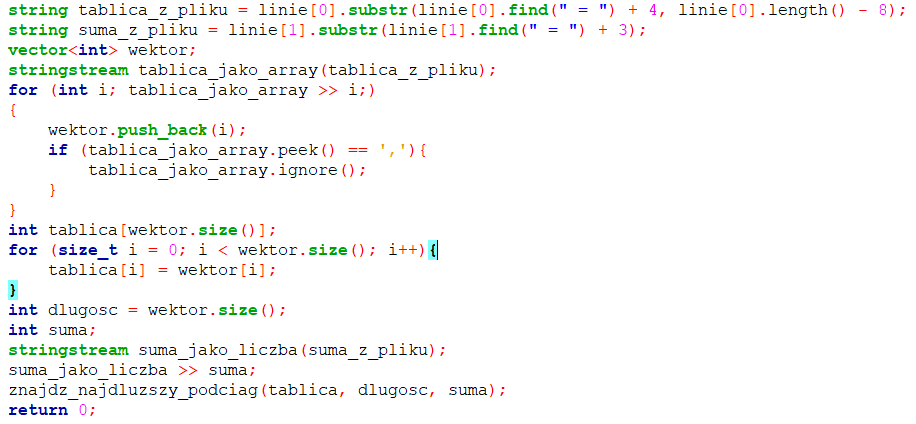 string tablica_z_pliku = linie[0].substr(linie[0].find(" = ") + 4, linie[0].length() - 8);
string suma_z_pliku = linie[1].substr(linie[1].find(" = ") + 3);
vector<int> wektor;
stringstream tablica_jako_array(tablica_z_pliku);
for (int i; tablica_jako_array >> i;)
{
    wektor.push_back(i);
    if (tablica_jako_array.peek() == ','){
        tablica_jako_array.ignore();
    }
}
int tablica[wektor.size()];
for (size_t i = 0; i < wektor.size(); i++){
    tablica[i] = wektor[i];
}
int dlugosc = wektor.size();
int suma;
stringstream suma_jako_liczba(suma_z_pliku);
suma_jako_liczba >> suma;
znajdz_najdluzszy_podciag(tablica, dlugosc, suma);
return 0;